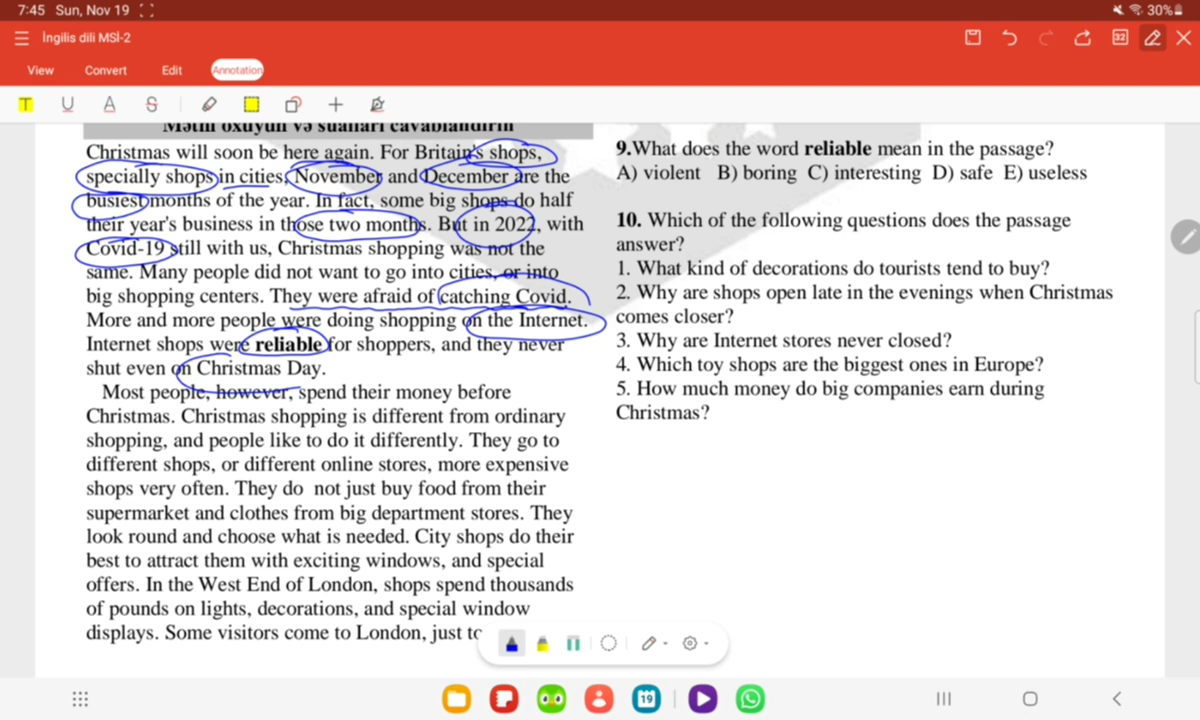 7:45 Sun, Nov 19
30%
İngilis dili MSİ-2
32
View Convert Edit Annotation
T U A S
Mətni oxuyun və sualları cavablandırın
Christmas will soon be here again. For Britain's shops,
specially shops in cities, November and December are the
busiest months of the year. In fact, some big shops do half
their year's business in those two months. But in 2022, with
Covid-19 still with us, Christmas shopping was not the
same. Many people did not want to go into cities, or into
big shopping centers. They were afraid of catching Covid.
More and more people were doing shopping on the Internet.
Internet shops were reliable for shoppers, and they never
shut even on Christmas Day.
Most people, however, spend their money before
Christmas. Christmas shopping is different from ordinary
shopping, and people like to do it differently. They go to
different shops, or different online stores, more expensive
shops very often. They do not just buy food from their
supermarket and clothes from big department stores. They
look round and choose what is needed. City shops do their
best to attract them with exciting windows, and special
offers. In the West End of London, shops spend thousands
of pounds on lights, decorations, and special window
displays. Some visitors come to London, just
9.What does the word reliable mean in the passage?
A) violent B) boring C) interesting D) safe E) useless
10. Which of the following questions does the passage
answer?
1. What kind of decorations do tourists tend to buy?
2. Why are shops open late in the evenings when Christmas
comes closer?
3. Why are Internet stores never closed?
4. Which toy shops are the biggest ones in Europe?
5. How much money do big companies earn during
Christmas?
19